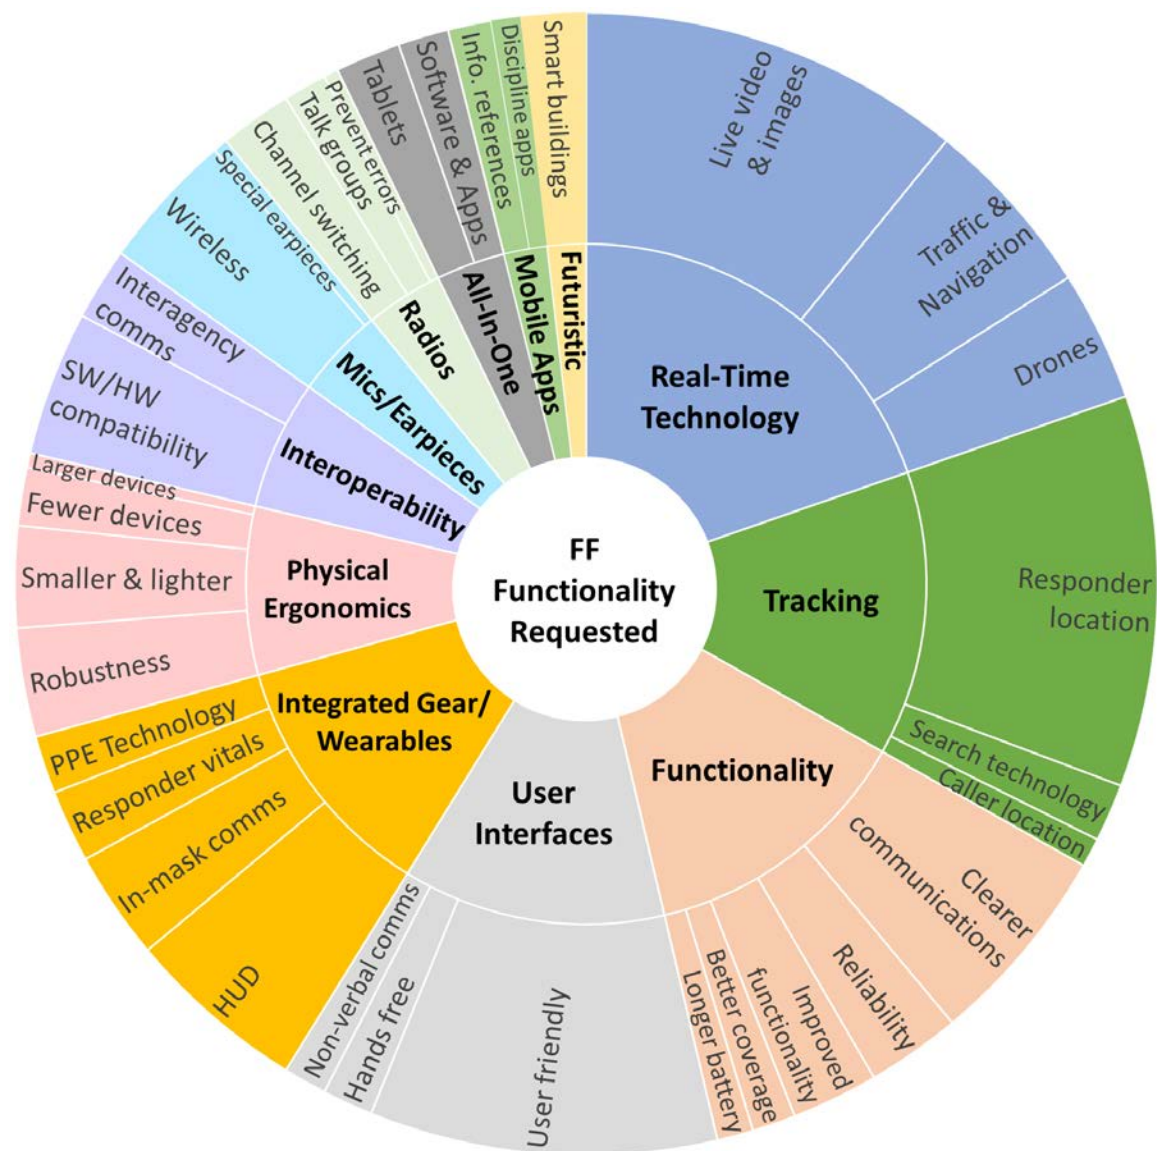 FF
Functionality
Requested
Real-Time
Technology
Live video
& images
Traffic &
Navigation
Drones
Tracking
Responder
location
Search technology
Caller location
Functionality
Clearer
communications
Reliability
Improved
functionality
Better coverage
Longer battery
User
Interfaces
User friendly
Hands free
Non-verbal comms
Integrated Gear/
Wearables
HUD
In-mask comms
Responder vitals
PPE Technology
Physical
Ergonomics
Robustness
Smaller & lighter
Fewer devices
Larger devices
Interoperability
SW/HW
compatibility
Interagency
comms
Mics/Earpieces
Wireless
Special earpieces
Radios
Channel switching
Talk groups
Prevent errors
All-In-One
Tablets
Software & Apps
Mobile Apps
Info. references
Discipline apps
Futuristic
Smart buildings